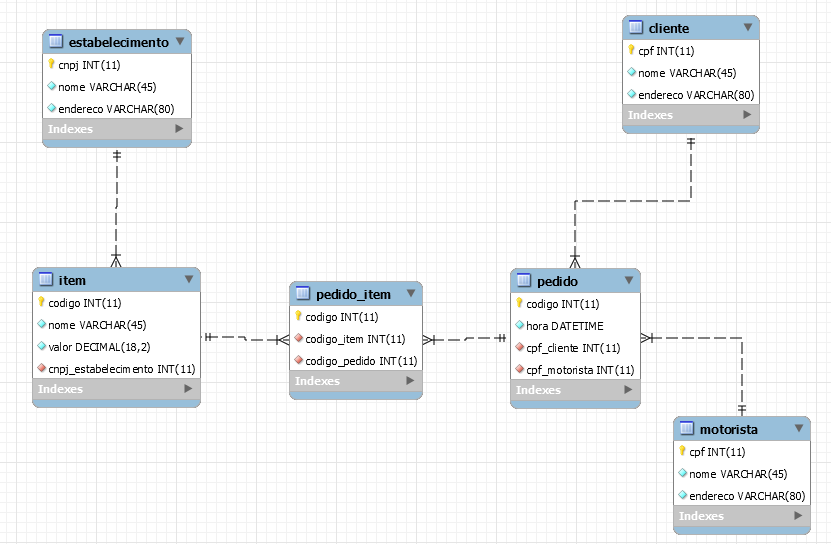 estabelecimento
cnpj INT(11)
nome VARCHAR(45)
endereco VARCHAR(80)
Indexes
cliente
cpf INT(11)
nome VARCHAR(45)
endereco VARCHAR(80)
Indexes
item
codigo INT(11)
nome VARCHAR(45)
valor DECIMAL(18,2)
cnpj_estabelecimento INT(11)
Indexes
pedido_item
codigo INT(11)
codigo_item INT(11)
codigo_pedido INT(11)
Indexes
pedido
codigo INT(11)
hora DATETIME
cpf_cliente INT(11)
cpf_motorista INT(11)
Indexes
motorista
cpf INT(11)
nome VARCHAR(45)
endereco VARCHAR(80)
Indexes